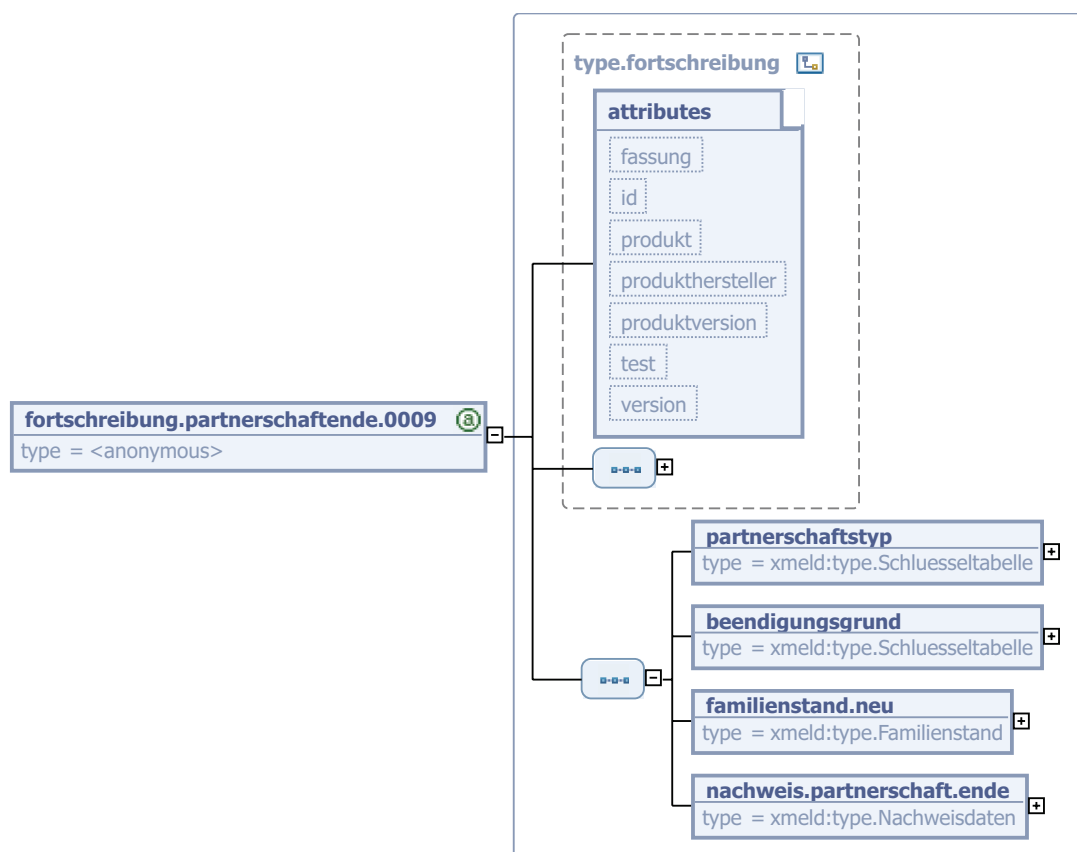 type.fortschreibung
attributes
fassung
id
produkt
produkthersteller
produktversion
test
version
fortschreibung.partnerschaftende.0009 a
type = <anonymous>
partnerschaftstyp
type = xmeld:type.Schluesseltabelle
beendigungsgrund
type = xmeld:type.Schluesseltabelle
familienstand.neu
type = xmeld:type.Familienstand
nachweis.partnerschaft.ende
type = xmeld:type.Nachweisdaten